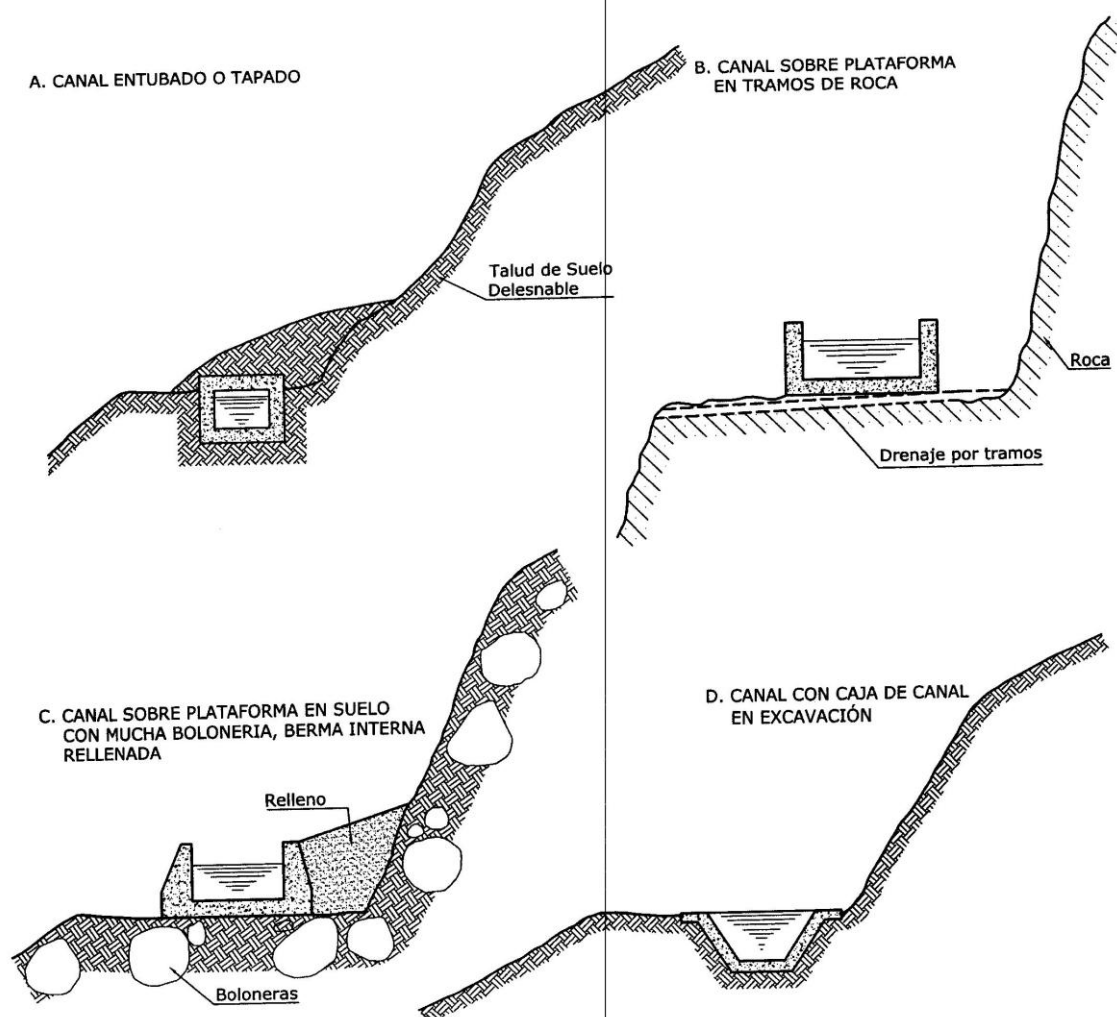 A. CANAL ENTUBADO O TAPADO
B. CANAL SOBRE PLATAFORMA
EN TRAMOS DE ROCA
Talud de Suelo
Delesnable
Roca
Drenaje por tramos
C. CANAL SOBRE PLATAFORMA EN SUELO
CON MUCHA BOLONERIA, BERMA INTERNA
RELLENADA
Relleno
Boloneras
D. CANAL CON CAJA DE CANAL
EN EXCAVACIÓN